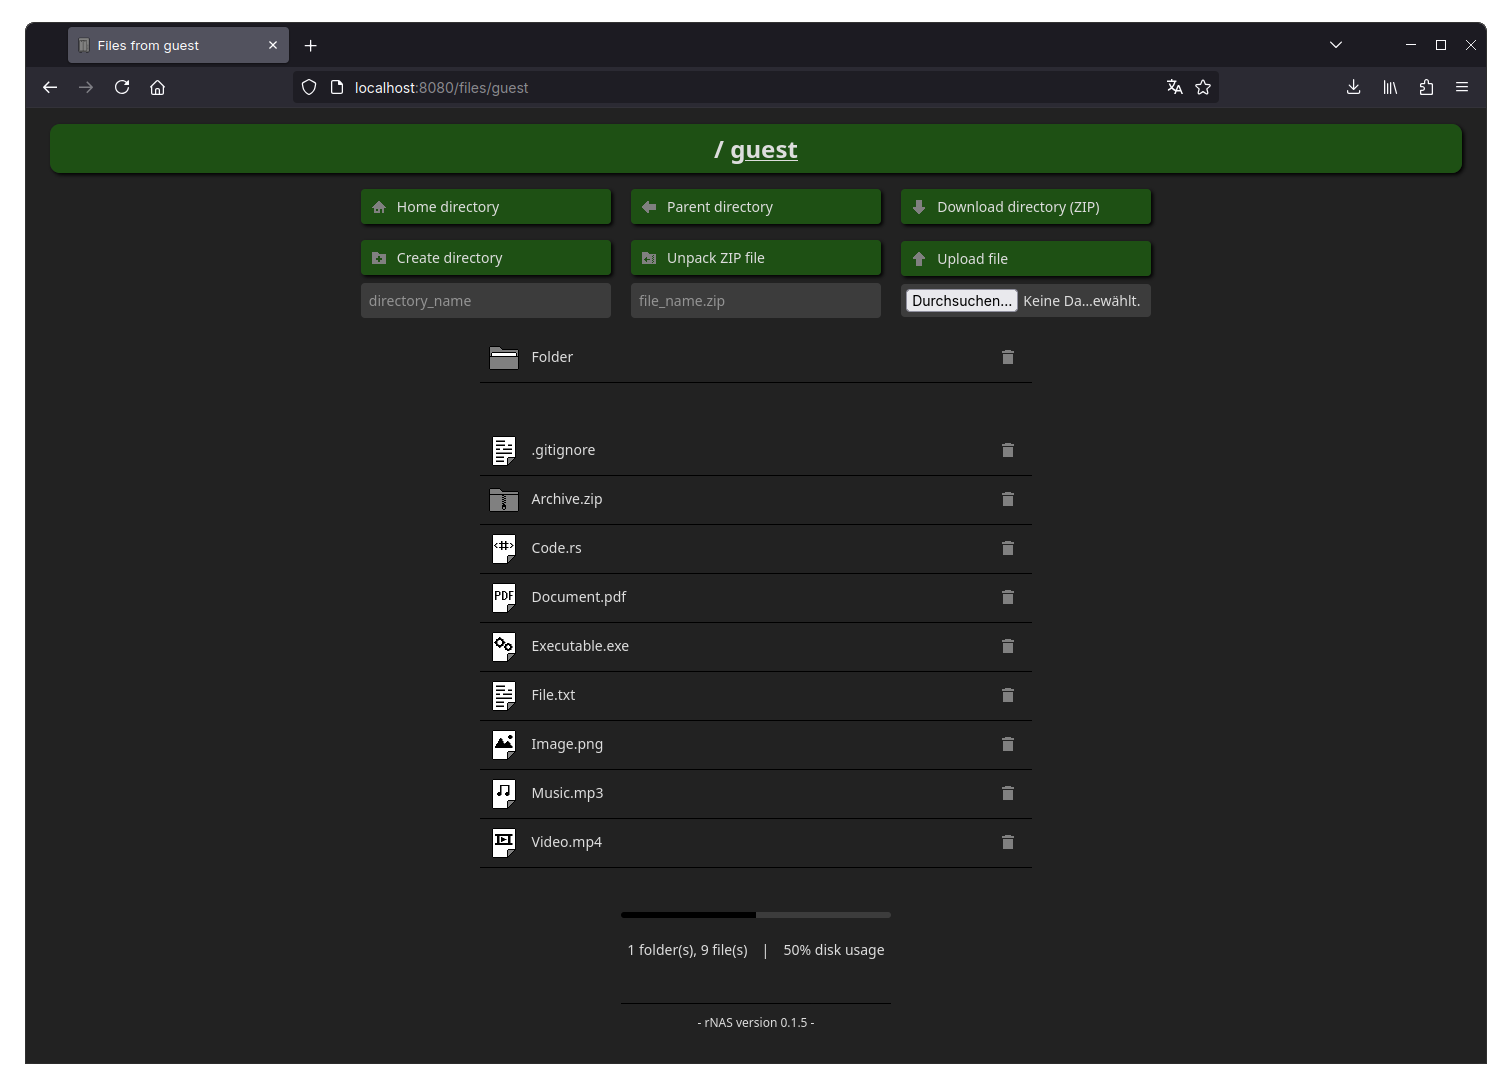 Files from guest
localhost:8080/files/guest
/ guest
Home directory
Parent directory
Download directory (ZIP)
Create directory
Unpack ZIP file
Upload file
directory_name
file_name.zip
Durchsuchen... Keine Da...ewählt.
Folder
.gitignore
Archive.zip
Code.rs
PDF Document.pdf
Executable.exe
File.txt
Image.png
Music.mp3
Video.mp4
1 folder(s), 9 file(s) | 50% disk usage
- rNAS version 0.1.5 -